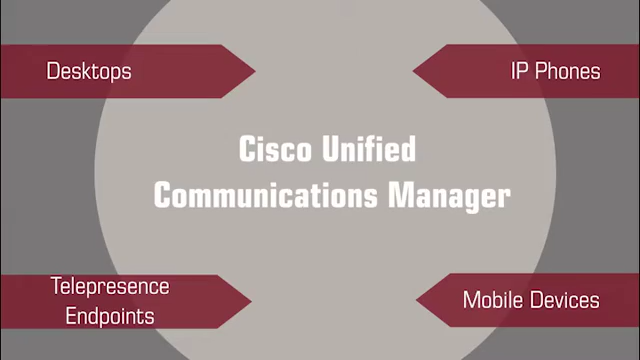 Desktops
IP Phones
Cisco Unified
Communications Manager
Telepresence
Endpoints
Mobile Devices